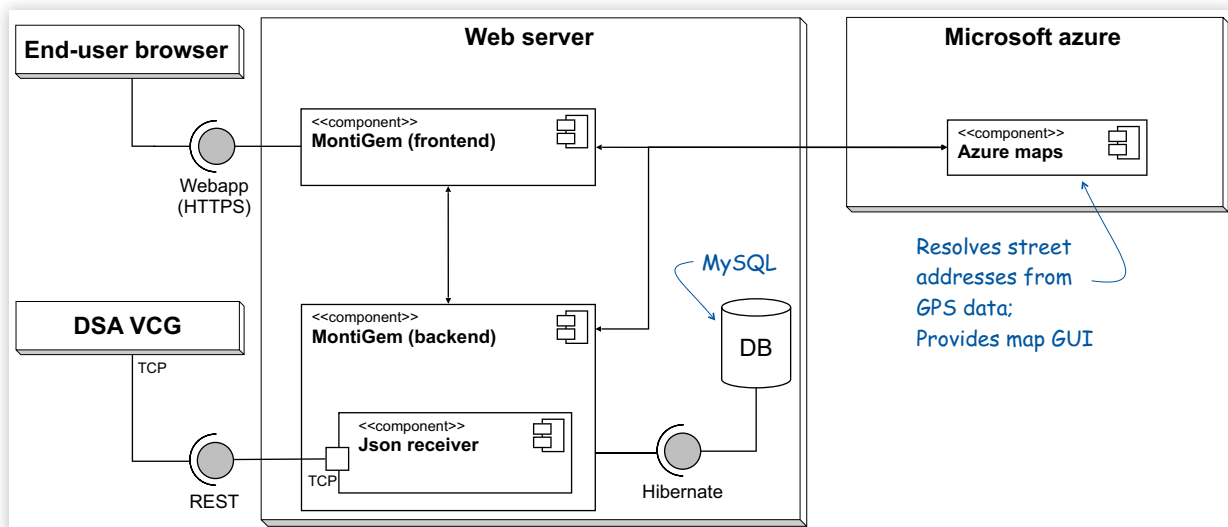 End-user browser
Web server
Microsoft azure
<<component>>
MontiGem (frontend)
<<component>>
Azure maps
Webapp
(HTTPS)
Resolves street
addresses from
GPS data;
Provides map GUI
MySQL
DSA VCG
TCP
<<component>>
MontiGem (backend)
DB
<<component>>
Json receiver
TCP
REST
Hibernate